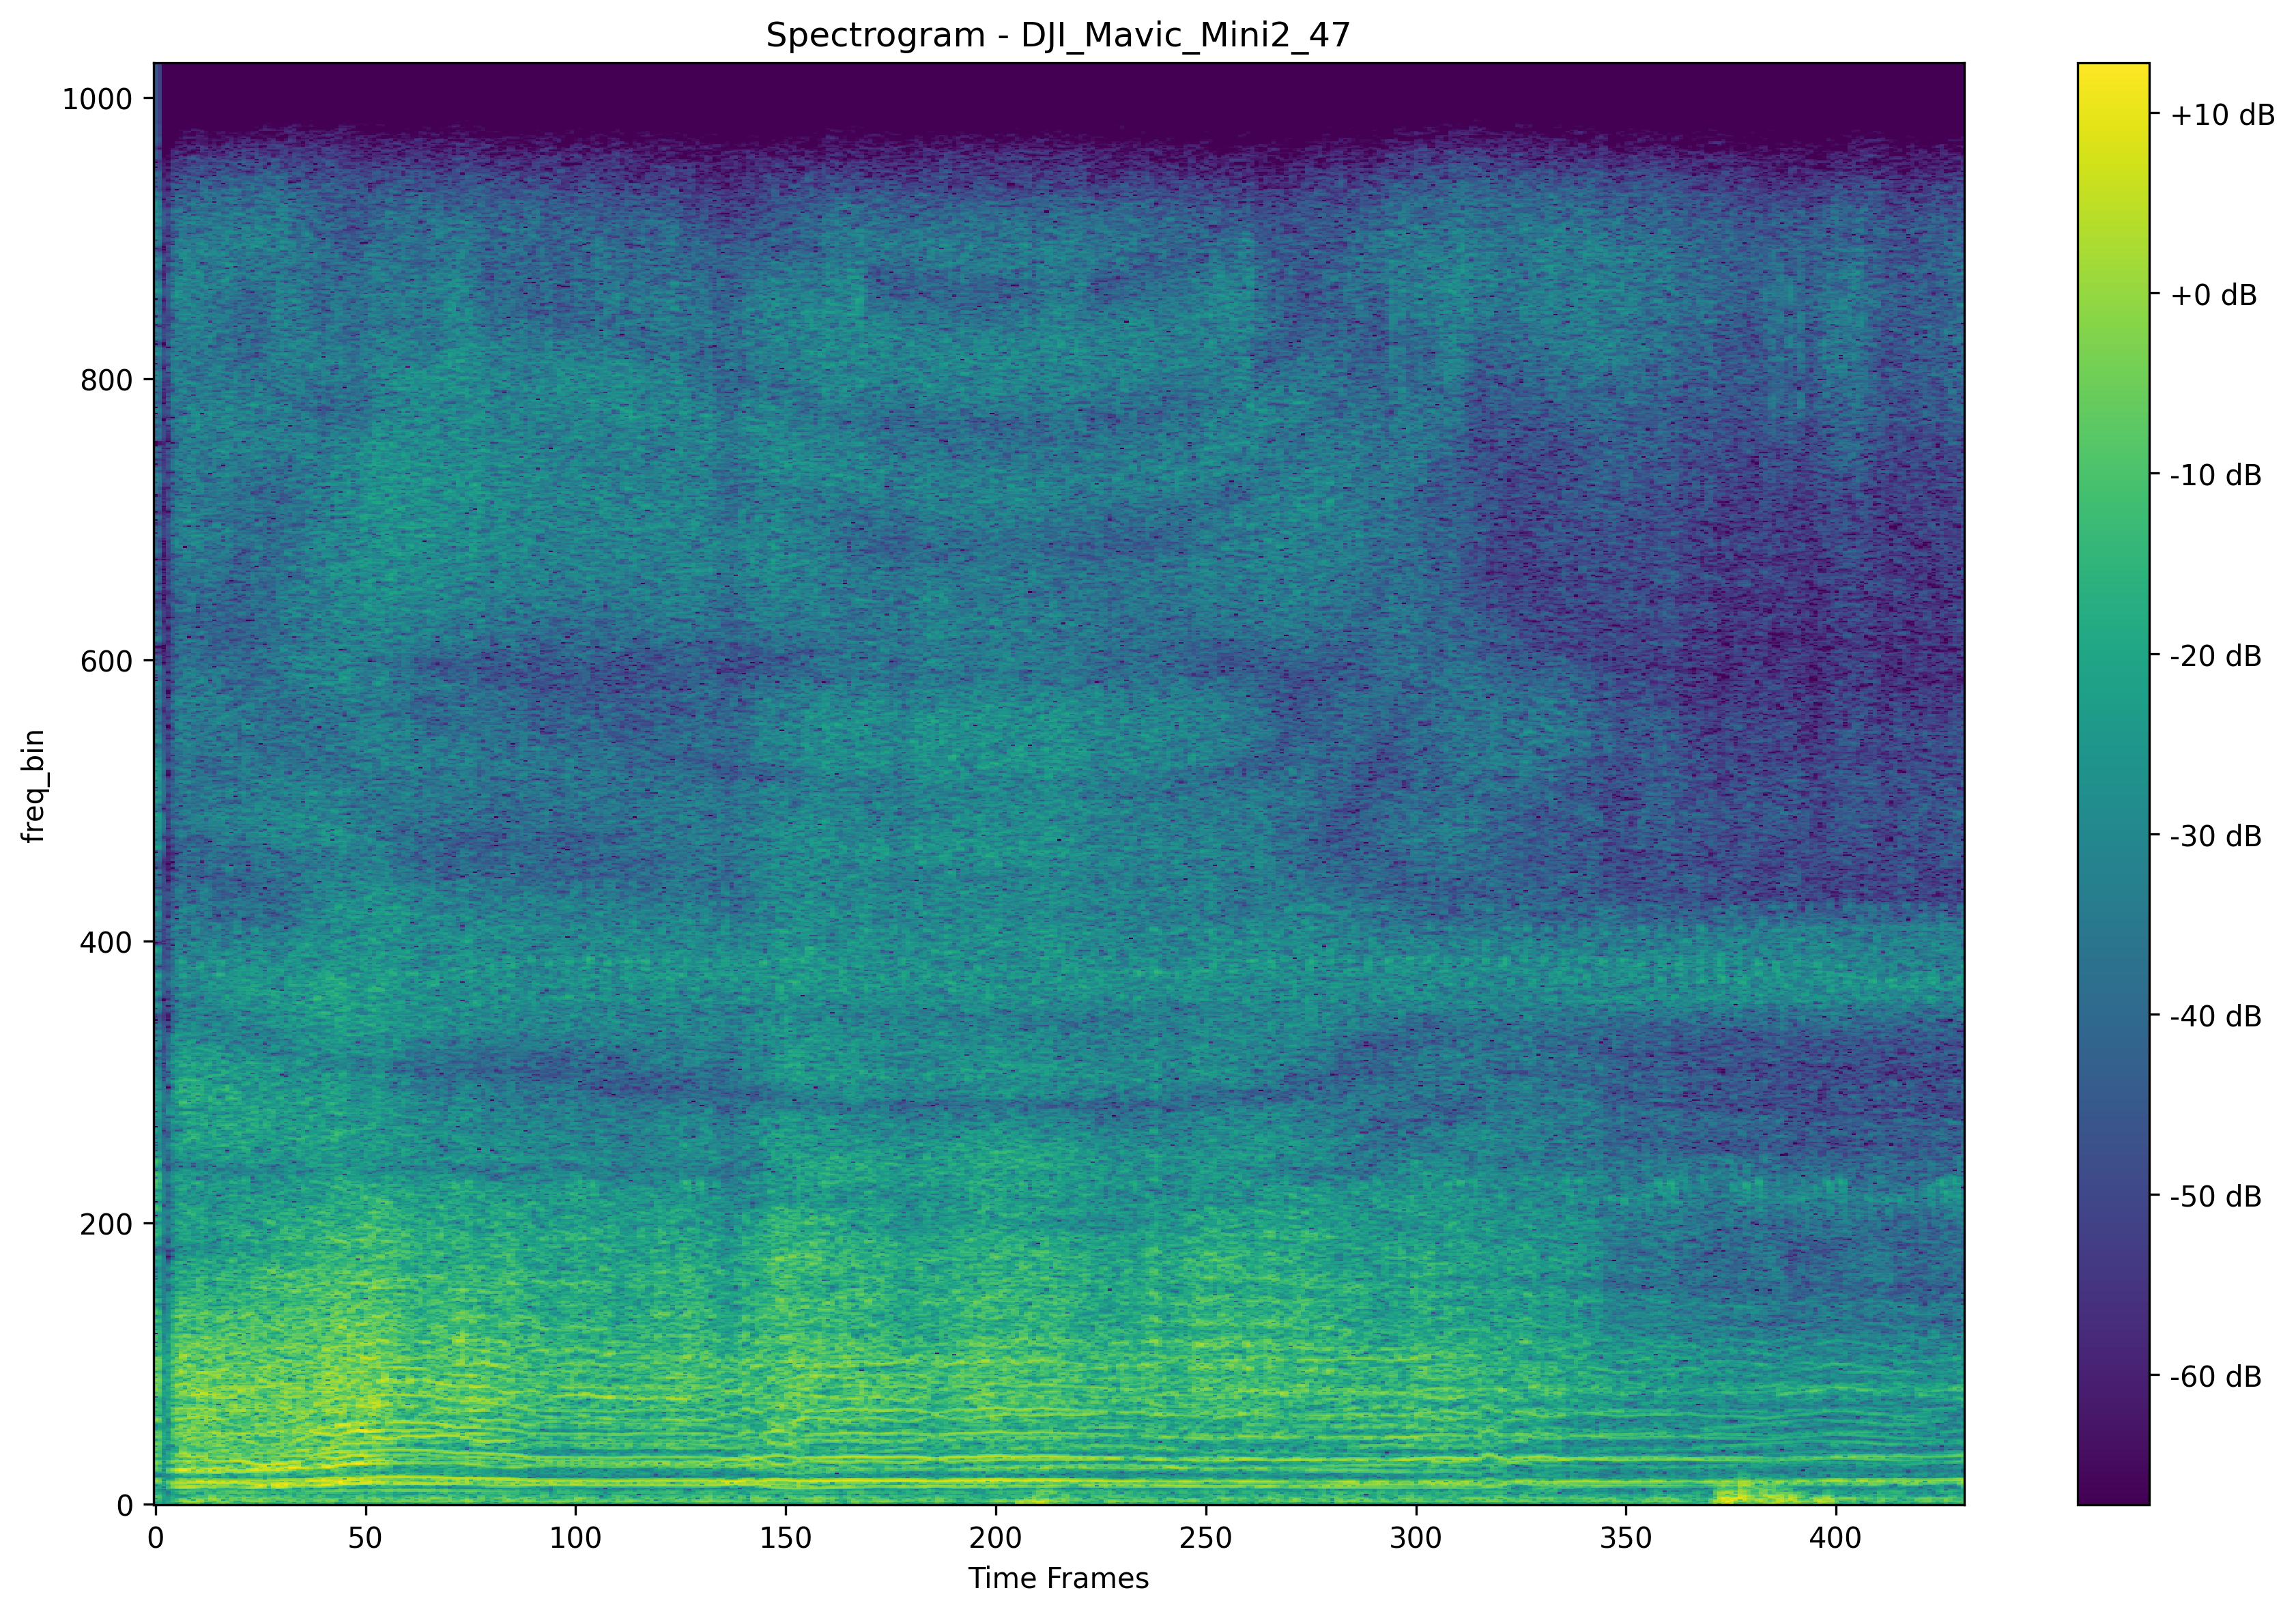 Spectrogram - DJI_Mavic_Mini2_47
freq_bin
1000
800
600
400
200
0
0 50 100 150 200 250 300 350 400
Time Frames
+10 dB
+0 dB
-10 dB
-20 dB
-30 dB
-40 dB
-50 dB
-60 dB